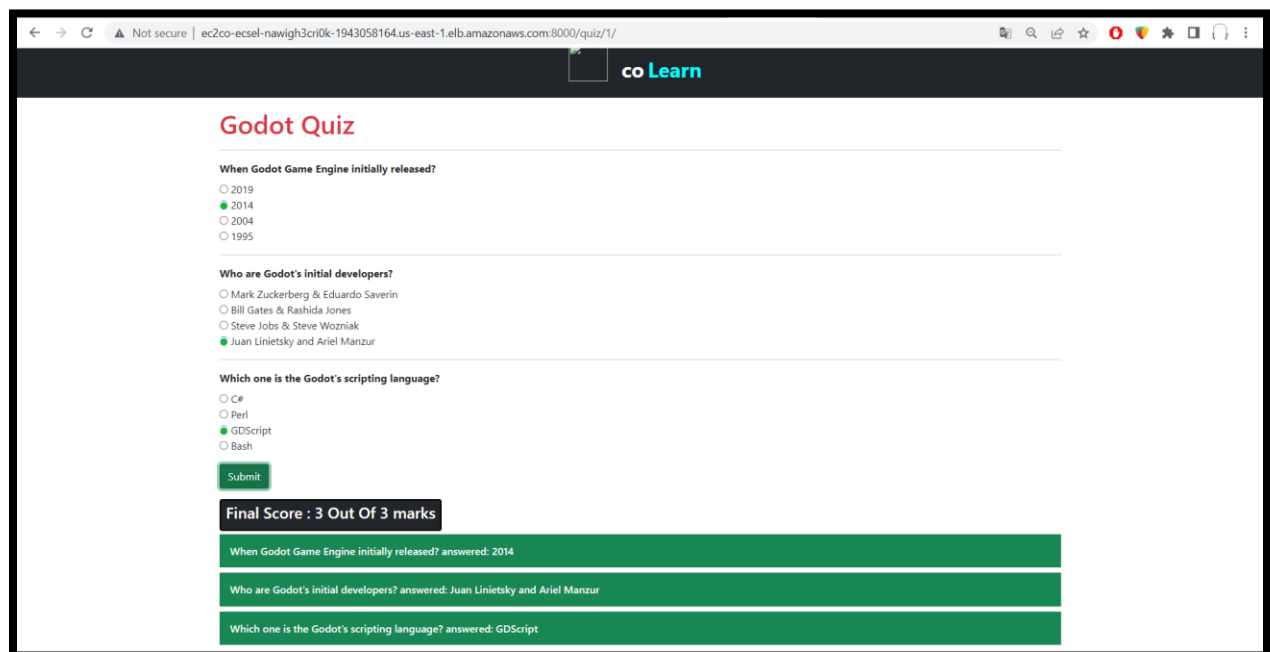 Not secure | ec2co-ecsel-nawigh3cri0k-1943058164.us-east-1.elb.amazonaws.com:8000/quiz/1/
co Learn
Godot Quiz
When Godot Game Engine initially released?
2019
2014
2004
1995
Who are Godot's initial developers?
Mark Zuckerberg & Eduardo Saverin
Bill Gates & Rashida Jones
Steve Jobs & Steve Wozniak
Juan Linietsky and Ariel Manzur
Which one is the Godot's scripting language?
C#
Perl
GDScript
Bash
Submit
Final Score : 3 Out Of 3 marks
When Godot Game Engine initially released? answered: 2014
Who are Godot's initial developers? answered: Juan Linietsky and Ariel Manzur
Which one is the Godot's scripting language? answered: GDScript